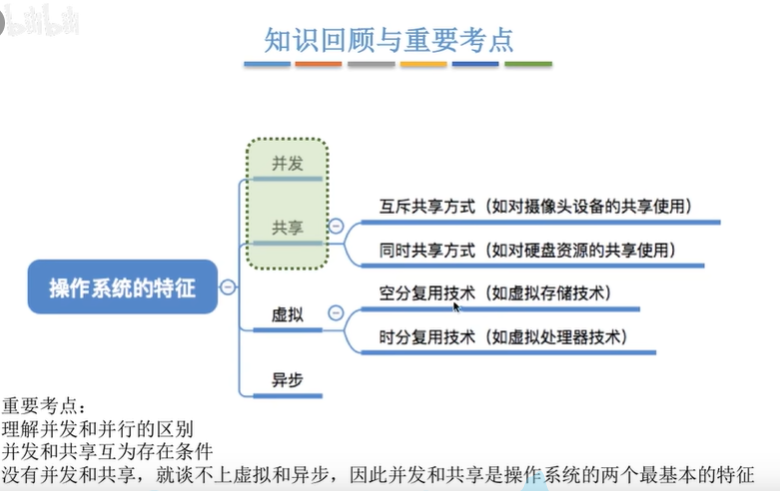 知识回顾与重要考点
并发
共享
互斥共享方式（如对摄像头设备的共享使用）
同时共享方式（如对硬盘资源的共享使用）
操作系统的特征
虚拟
空分复用技术（如虚拟存储技术）
时分复用技术（如虚拟处理器技术）
异步
重要考点：
理解并发和并行的区别
并发和共享互为存在条件
没有并发和共享，就谈不上虚拟和异步，因此并发和共享是操作系统的两个最基本的特征